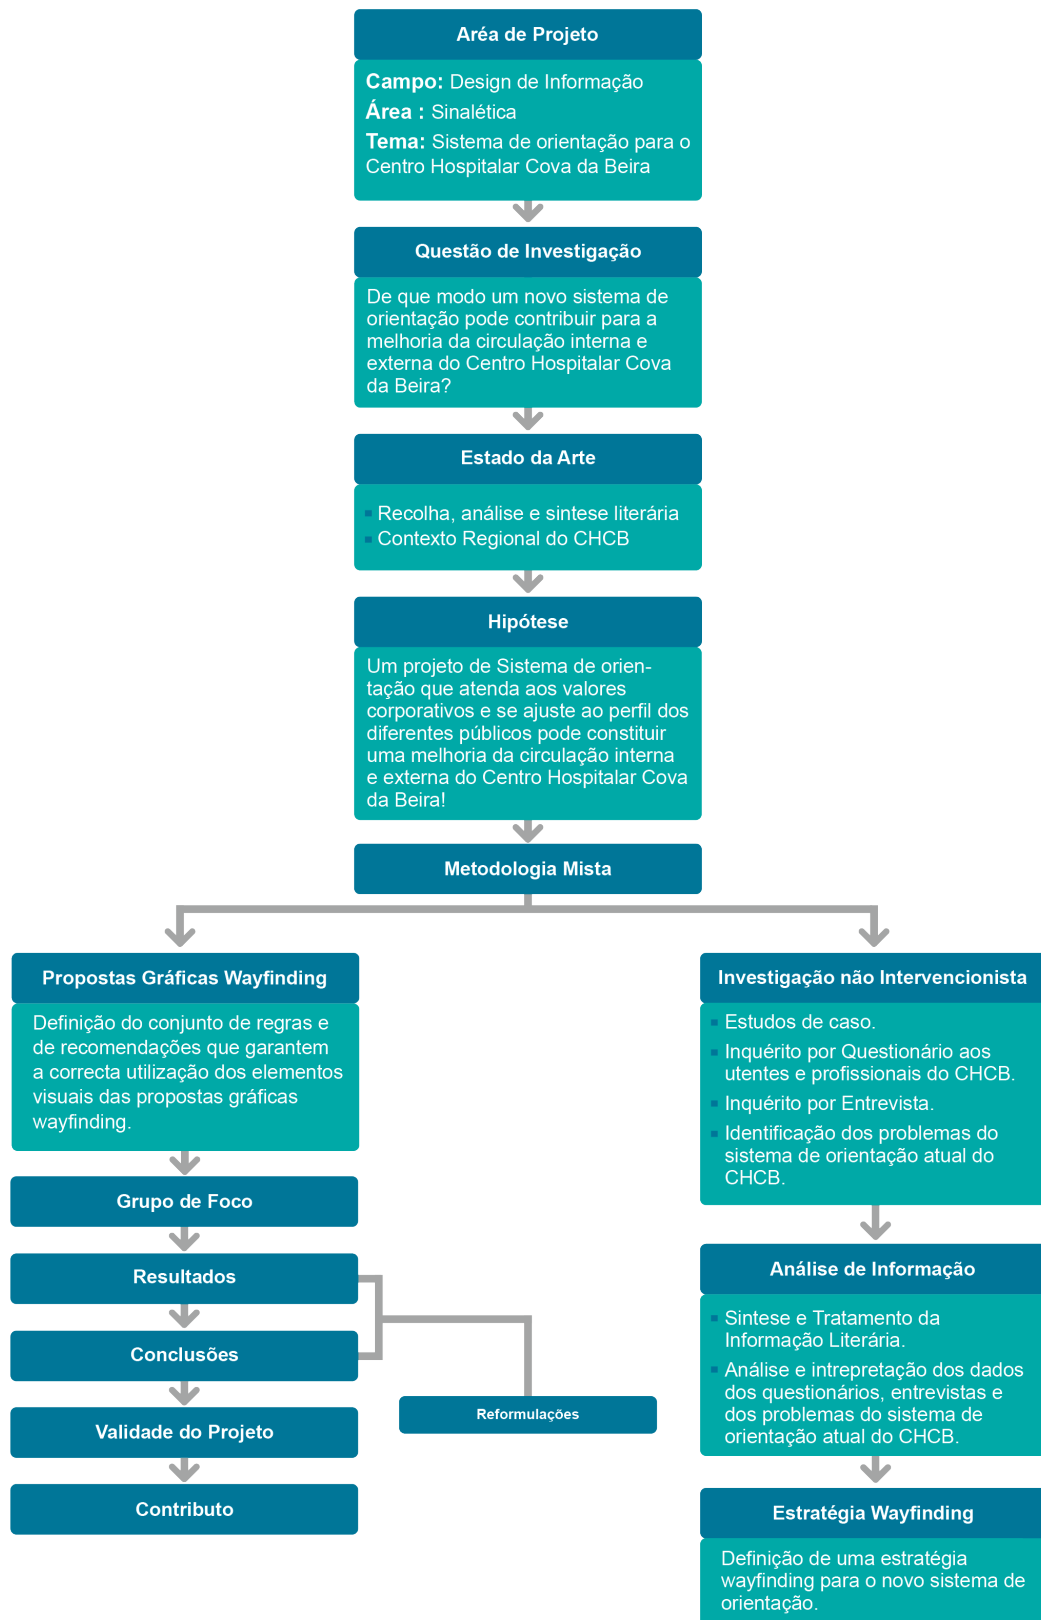 Aréa de Projeto
Campo: Design de Informação
Área : Sinalética
Tema: Sistema de orientação para o
Centro Hospitalar Cova da Beira
Questão de Investigação
De que modo um novo sistema de
orientação pode contribuir para a
melhoria da circulação interna e
externa do Centro Hospitalar Cova
da Beira?
Estado da Arte
Recolha, análise e sintese literária
Contexto Regional do CHCB
Hipótese
Um projeto de Sistema de orien-
tação que atenda aos valores
corporativos e se ajuste ao perfil dos
diferentes públicos pode constituir
uma melhoria da circulação interna
e externa do Centro Hospitalar Cova
da Beira!
Metodologia Mista
Propostas Gráficas Wayfinding
Definição do conjunto de regras e
de recomendações que garantem
a correcta utilização dos elementos
visuais das propostas gráficas
wayfinding.
Grupo de Foco
Resultados
Conclusões
Validade do Projeto
Contributo
Reformulações
Investigação não Intervencionista
Estudos de caso.
Inquérito por Questionário aos
utentes e profissionais do CHCB.
Inquérito por Entrevista.
Identificação dos problemas do
sistema de orientação atual do
CHCB.
Análise de Informação
Sintese e Tratamento da
Informação Literária.
Análise e intrepretação dos dados
dos questionários, entrevistas e
dos problemas do sistema de
orientação atual do CHCB.
Estratégia Wayfinding
Definição de uma estratégia
wayfinding para o novo sistema de
orientação.